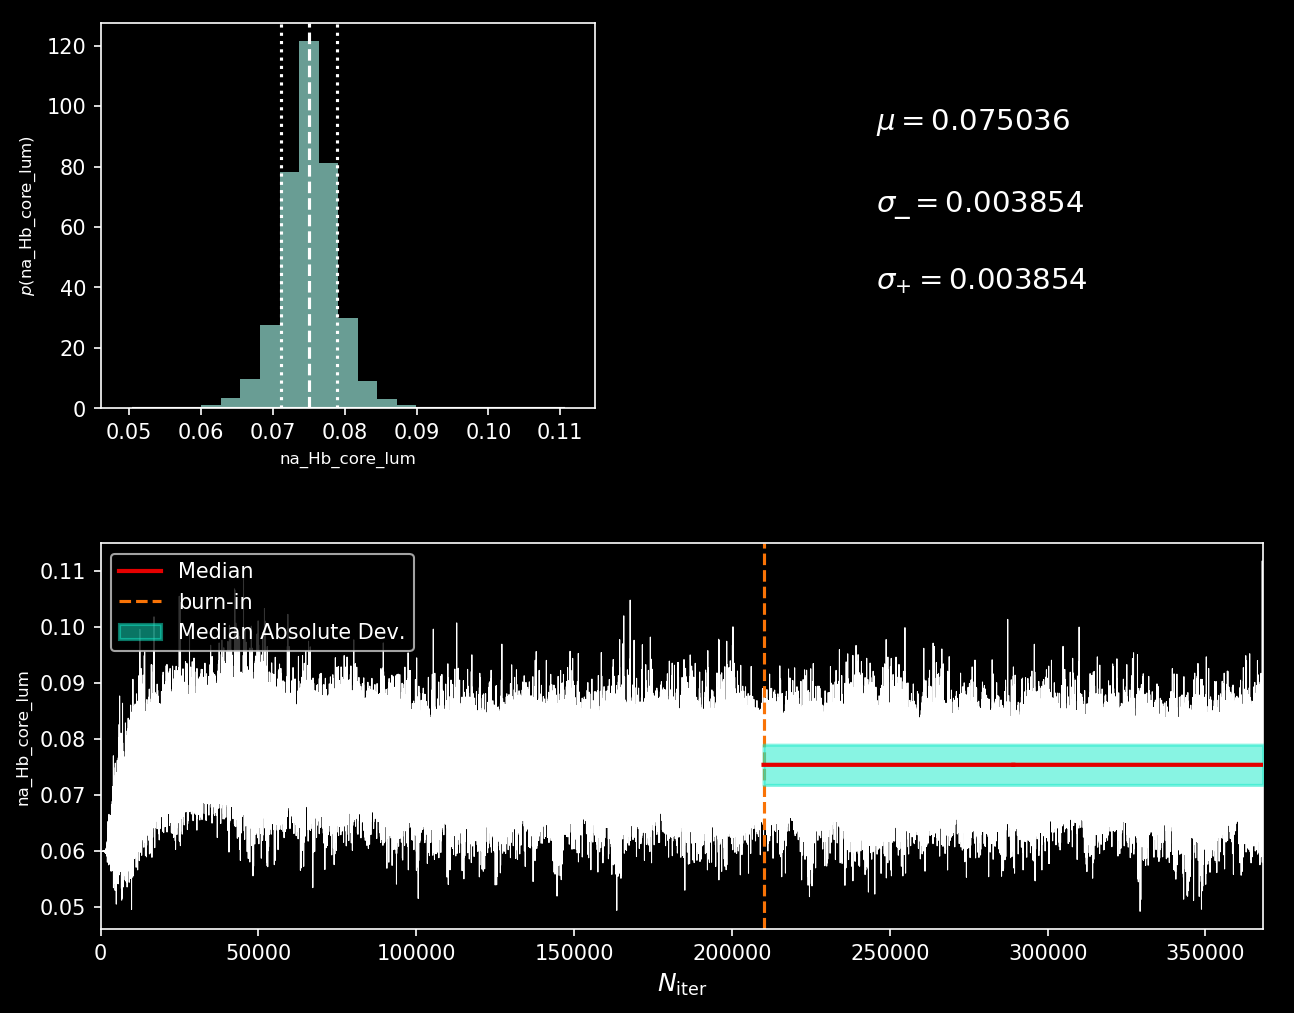 120
100
80
60
40
20
0
p(na_Hb_core_lum)
0.05 0.06 0.07 0.08 0.09 0.10 0.11
na_Hb_core_lum
μ = 0.075036
σ₋ = 0.003854
σ₊ = 0.003854
Median
burn-in
Median Absolute Dev.
0.11
0.10
0.09
0.08
0.07
0.06
0.05
na_Hb_core_lum
0 50000 100000 150000 200000 250000 300000 350000
N_iter